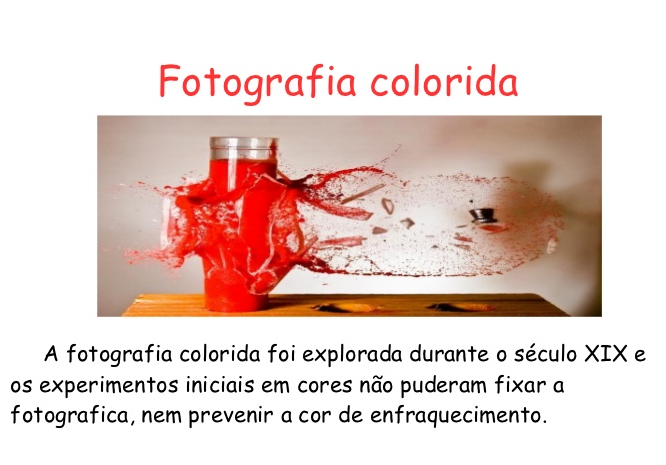 Fotografia colorida
A fotografia colorida foi explorada durante o século XIX e
os experimentos iniciais em cores não puderam fixar a
fotografica, nem prevenir a cor de enfraquecimento.